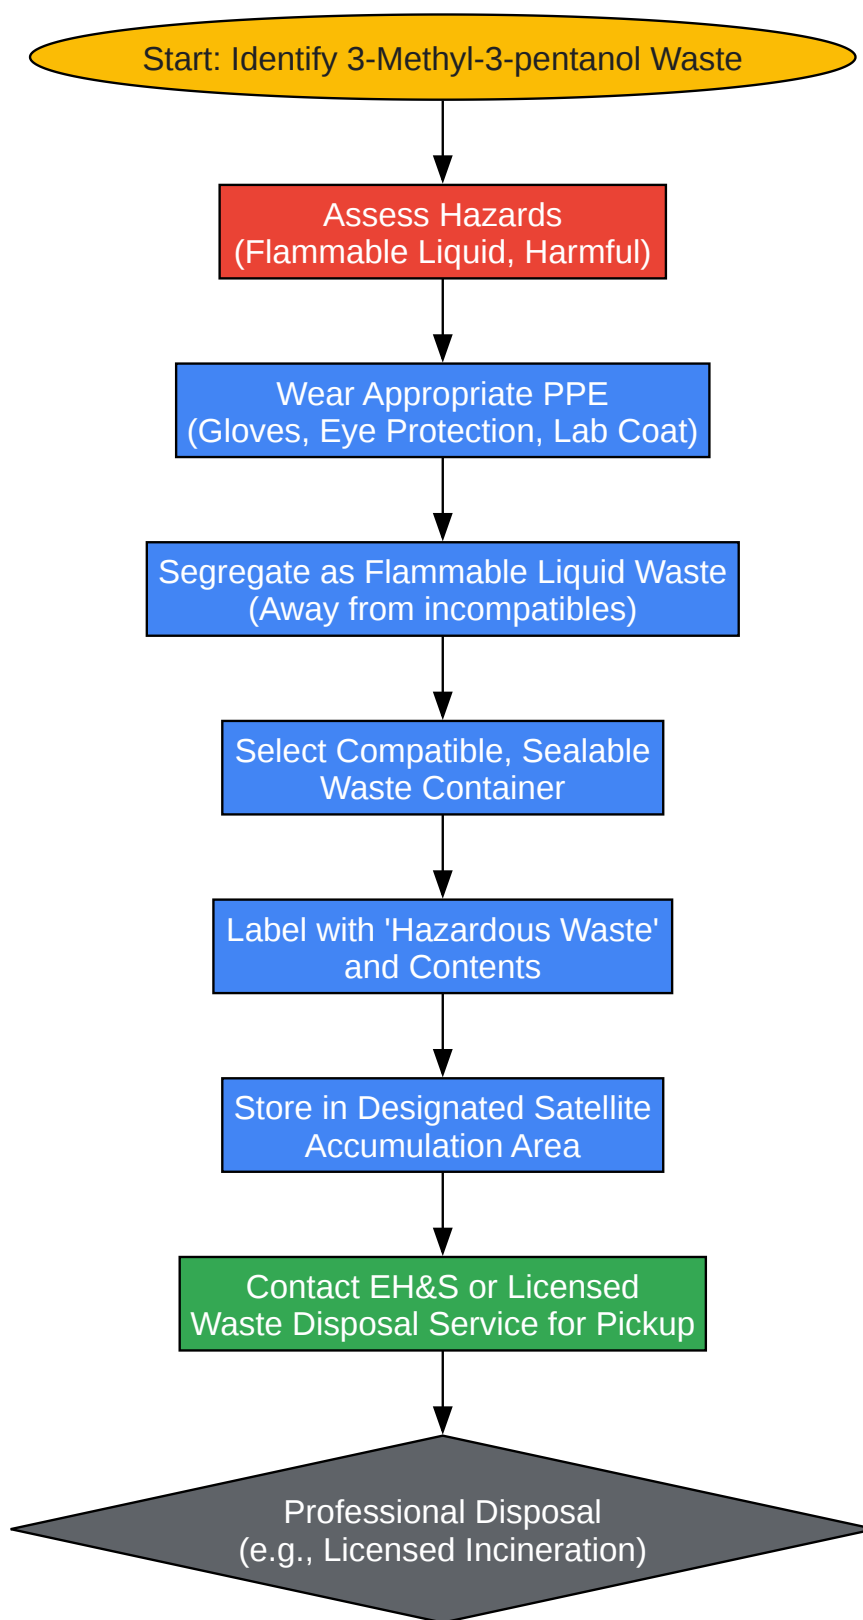 Start: Identify 3-Methyl-3-pentanol Waste
Assess Hazards
(Flammable Liquid, Harmful)
Wear Appropriate PPE
(Gloves, Eye Protection, Lab Coat)
Segregate as Flammable Liquid Waste
(Away from incompatibles)
Select Compatible, Sealable
Waste Container
Label with 'Hazardous Waste'
and Contents
Store in Designated Satellite
Accumulation Area
Contact EH&S or Licensed
Waste Disposal Service for Pickup
Professional Disposal
(e.g., Licensed Incineration)